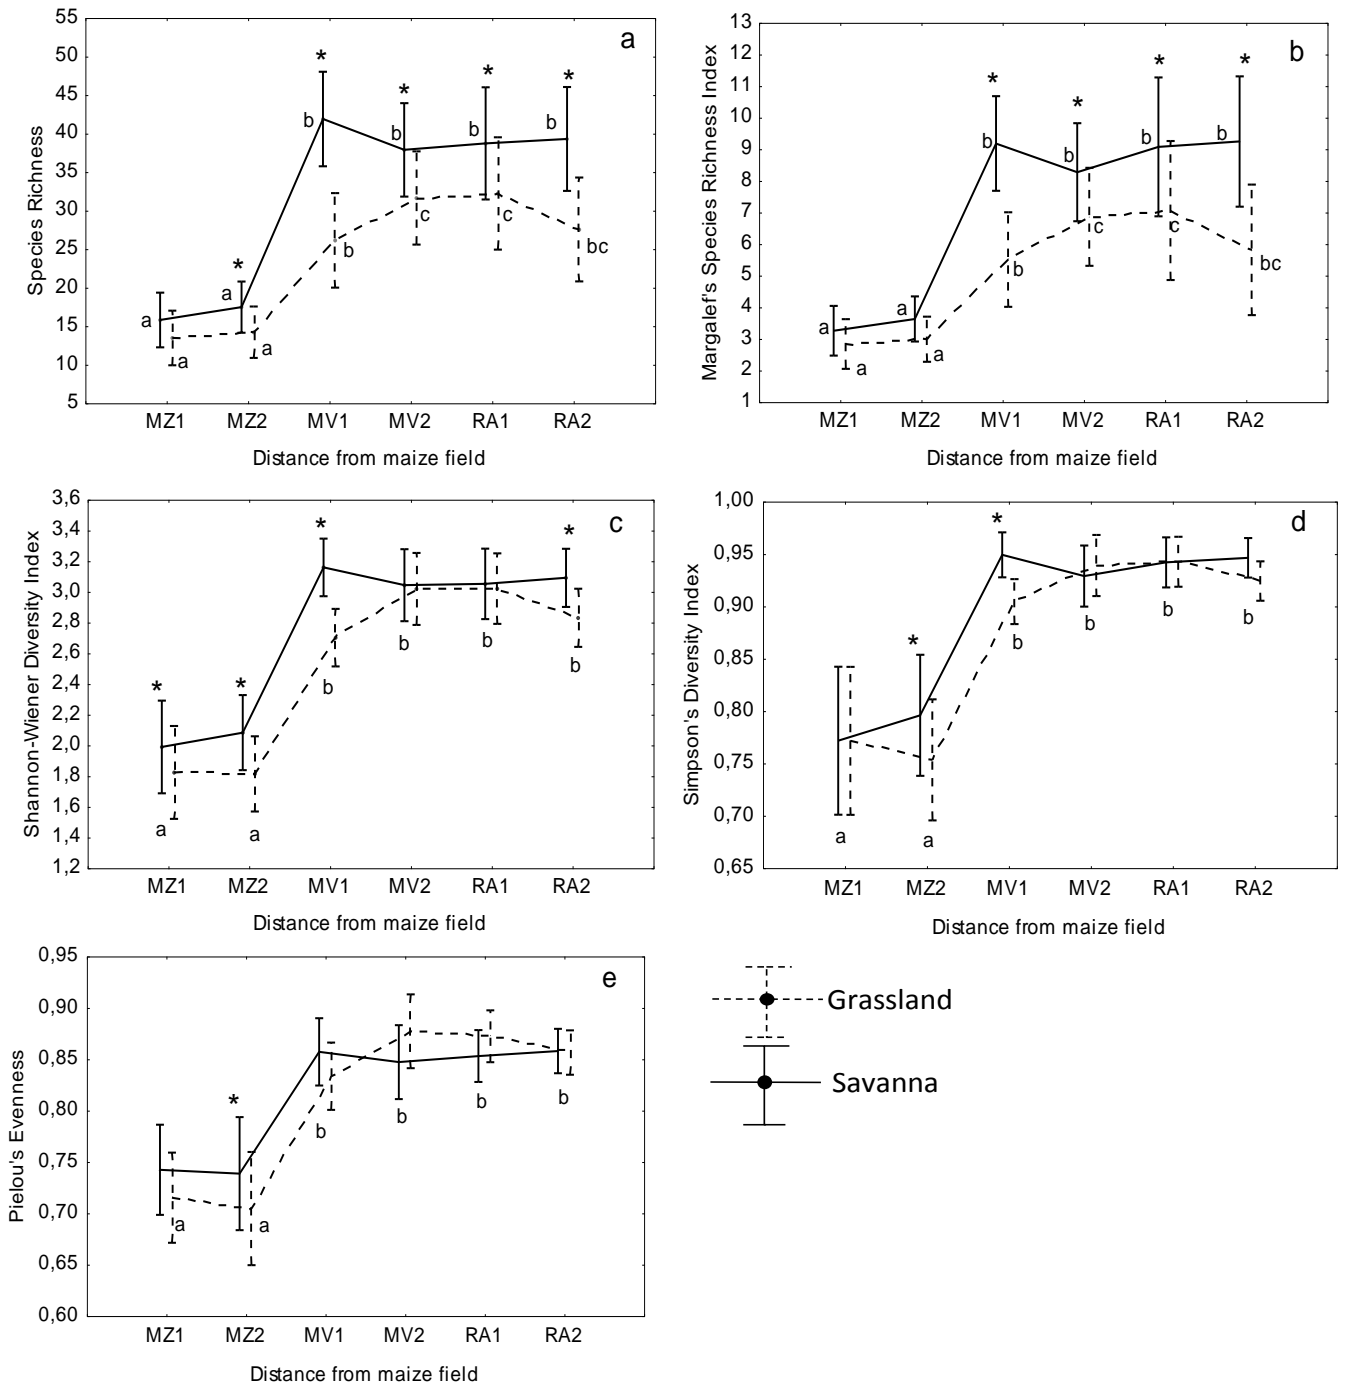 a
Species Richness
55
50
45
40
35
30
25
20
15
10
5
* * * * *
a a b b b b
a a b c c bc
MZ1 MZ2 MV1 MV2 RA1 RA2
Distance from maize field
b
Margalef's Species Richness Index
13
12
11
10
9
8
7
6
5
4
3
2
1
* * * *
a a b b b b
a a b c c bc
MZ1 MZ2 MV1 MV2 RA1 RA2
Distance from maize field
c
Shannon-Wiener Diversity Index
3,6
3,4
3,2
3,0
2,8
2,6
2,4
2,2
2,0
1,8
1,6
1,4
1,2
* * * *
a a b b b b
MZ1 MZ2 MV1 MV2 RA1 RA2
Distance from maize field
d
Simpson's Diversity Index
1,00
0,95
0,90
0,85
0,80
0,75
0,70
0,65
* *
a a b b b b
MZ1 MZ2 MV1 MV2 RA1 RA2
Distance from maize field
e
Pielou's Evenness
0,95
0,90
0,85
0,80
0,75
0,70
0,65
0,60
*
a a b b b b
MZ1 MZ2 MV1 MV2 RA1 RA2
Distance from maize field
Grassland
Savanna